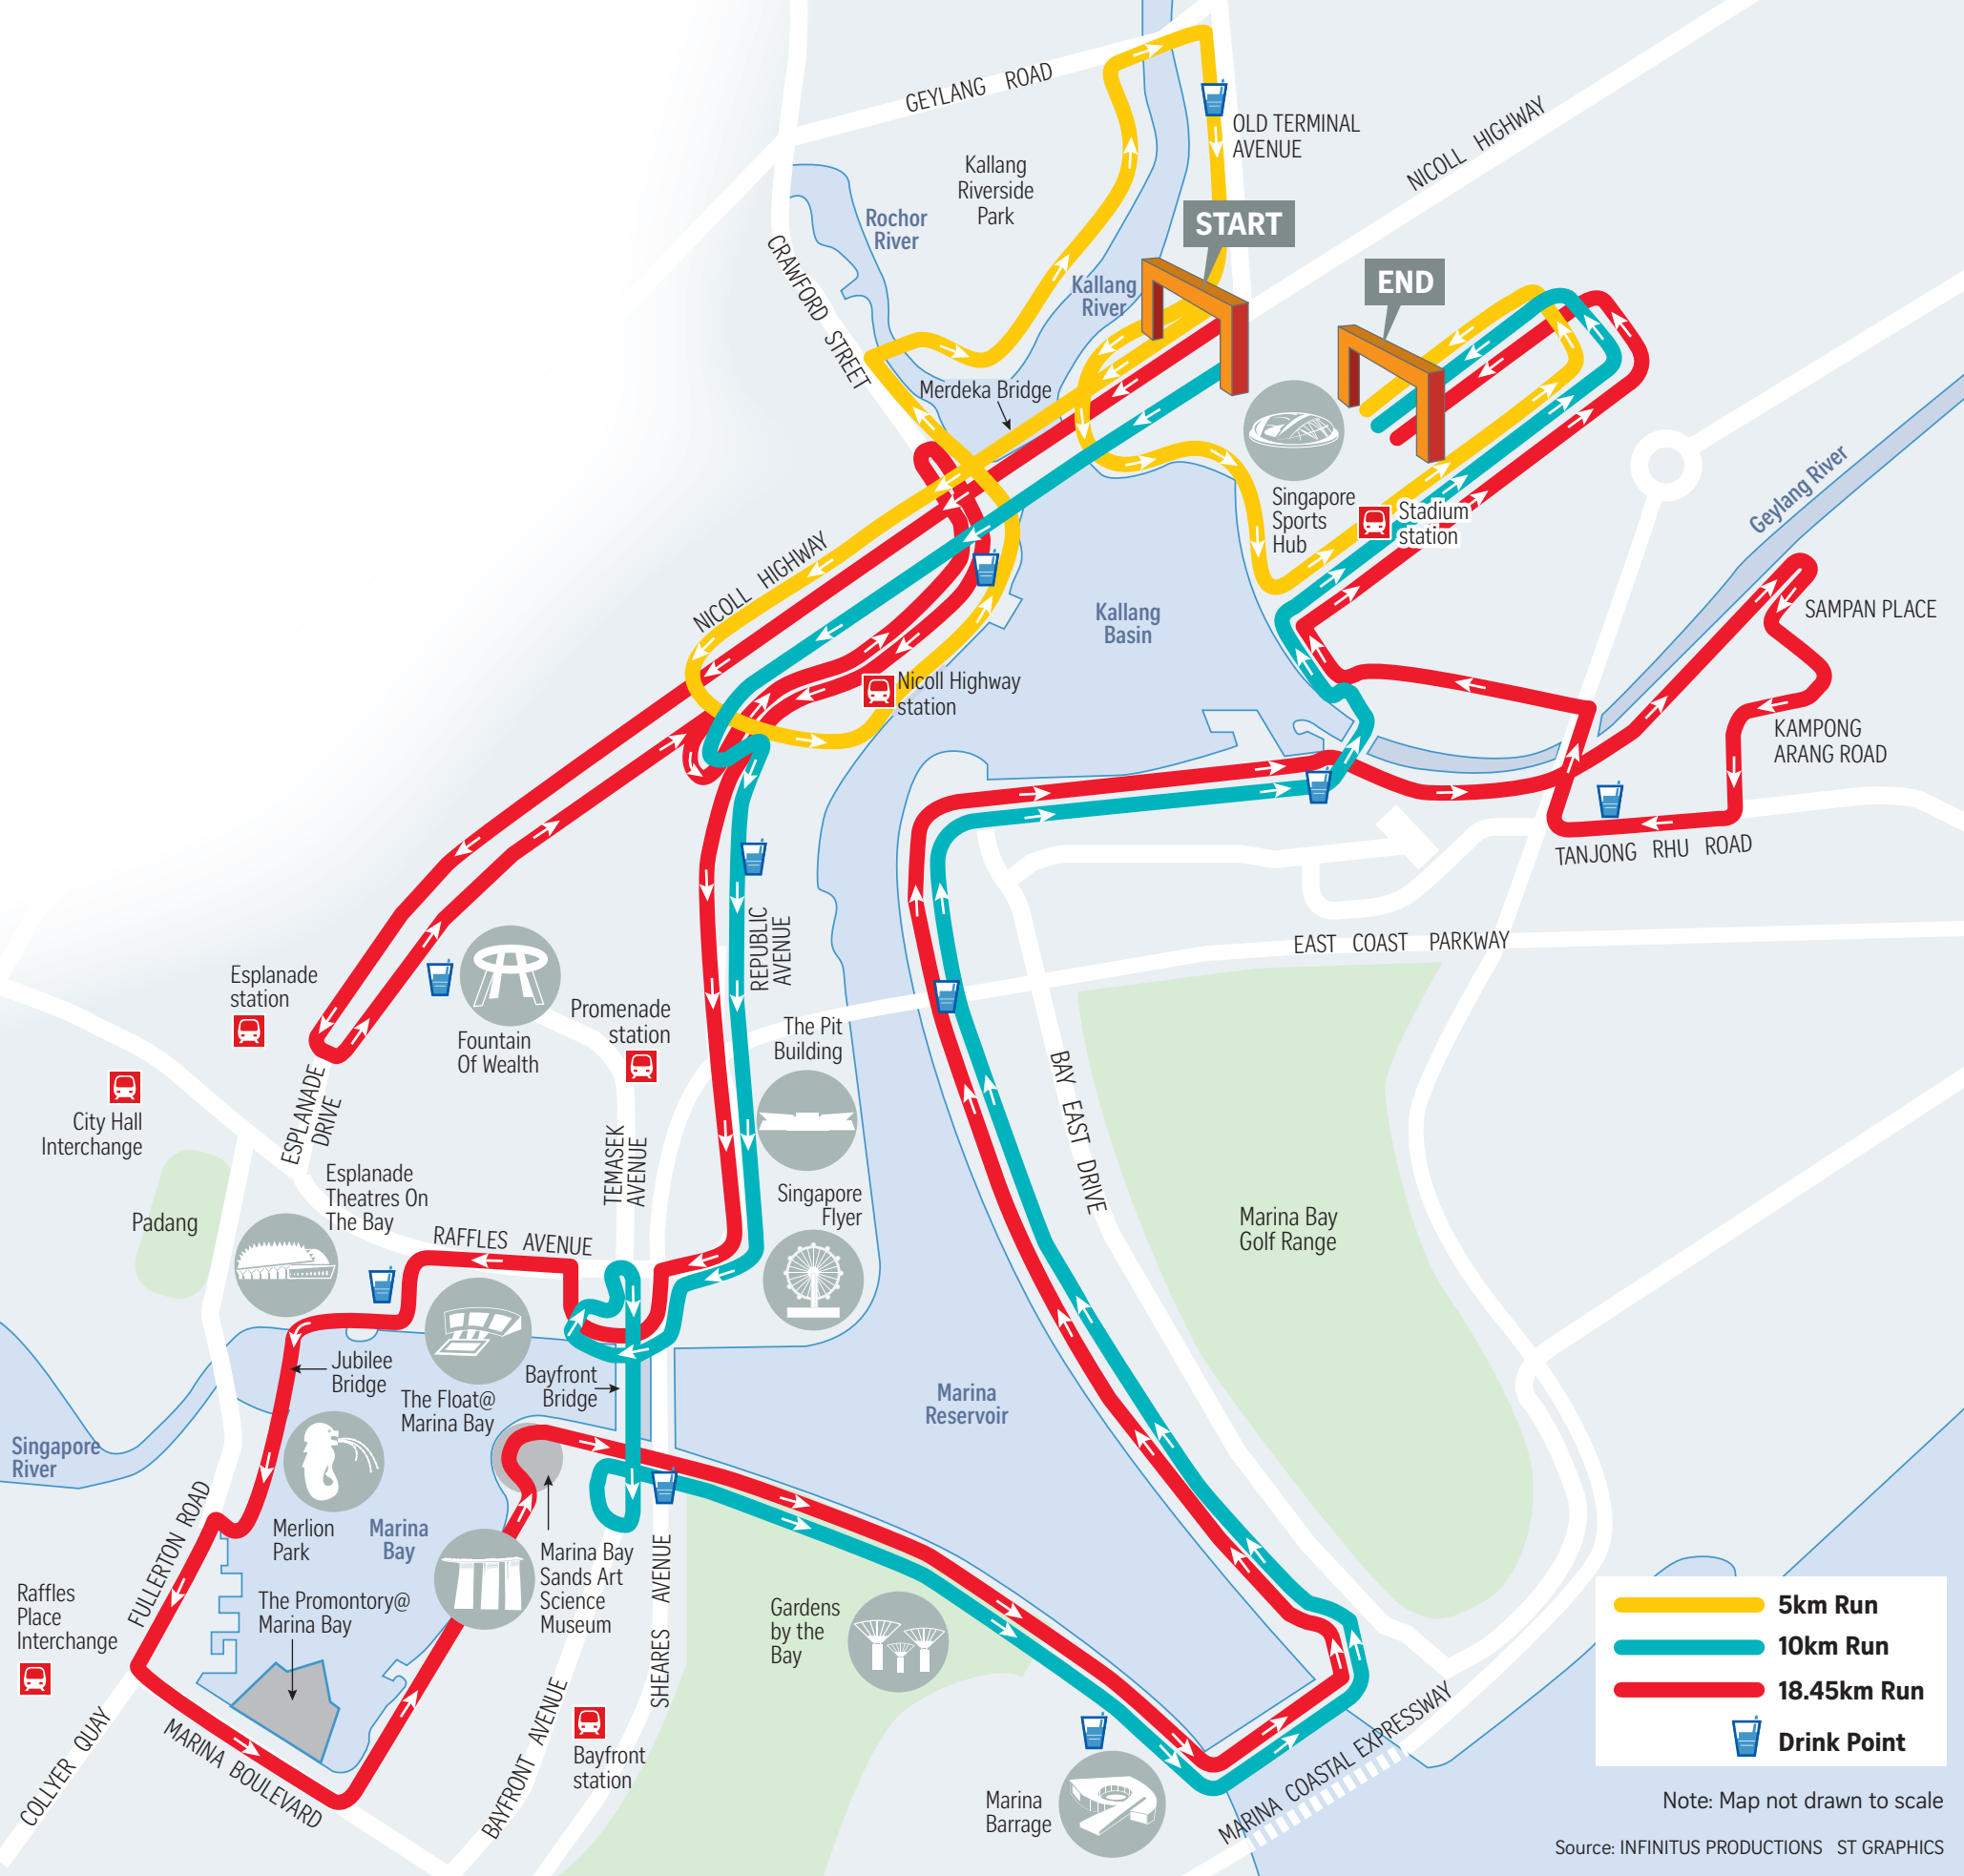 GEYLANG ROAD
OLD TERMINAL
AVENUE
NICOLL HIGHWAY
Kallang
Riverside
Park
Rochor
River
START
CRAWFORD STREET
Kallang
River
END
Merdeka Bridge
Singapore
Sports
Hub
Stadium
station
Geylang River
NICOLL HIGHWAY
Kallang
Basin
SAMPAN PLACE
Nicoll Highway
station
KAMPONG
ARANG ROAD
TANJONG RHU ROAD
REPUBLIC
AVENUE
EAST COAST PARKWAY
Esplanade
station
Fountain
Of Wealth
Promenade
station
The Pit
Building
City Hall
Interchange
ESPLANADE
DRIVE
BAY EAST DRIVE
TEMASEK
AVENUE
Esplanade
Theatres On
The Bay
Padang
Singapore
Flyer
RAFFLES AVENUE
Marina Bay
Golf Range
Jubilee
Bridge
Bayfront
Bridge
The Float@
Marina Bay
Marina
Reservoir
Singapore
River
FULLERTON ROAD
Merlion
Park
Marina
Bay
Marina Bay
Sands Art
Science
Museum
SHEARES AVENUE
Raffles
Place
Interchange
The Promontory@
Marina Bay
Gardens
by the
Bay
5km Run
10km Run
18.45km Run
Drink Point
COLLYER QUAY
MARINA BOULEVARD
BAYFRONT AVENUE
Bayfront
station
Marina
Barrage
MARINA COASTAL EXPRESSWAY
Note: Map not drawn to scale
Source: INFINITUS PRODUCTIONS ST GRAPHICS